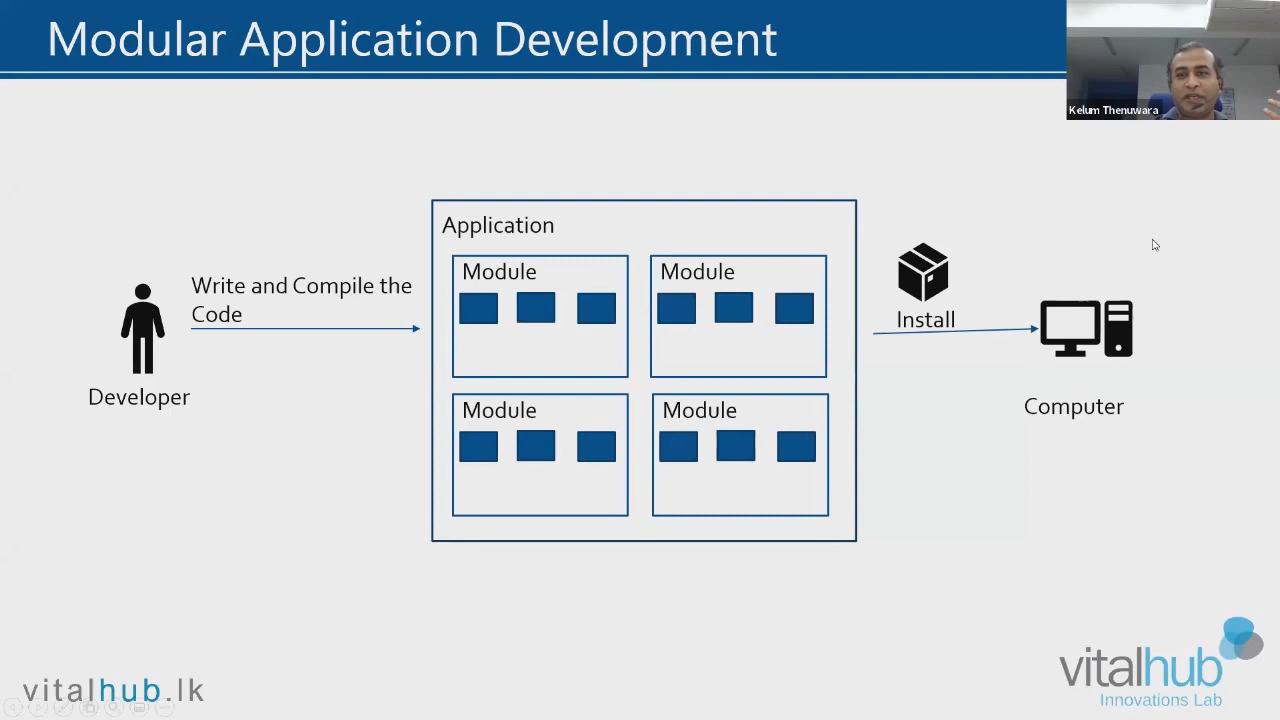 Modular Application Development
Kelum Thenuwara
Application
Module
Module
Write and Compile the
Code
Install
Developer
Computer
Module
Module
vitalhub
Innovations Lab
vitalhub.lk